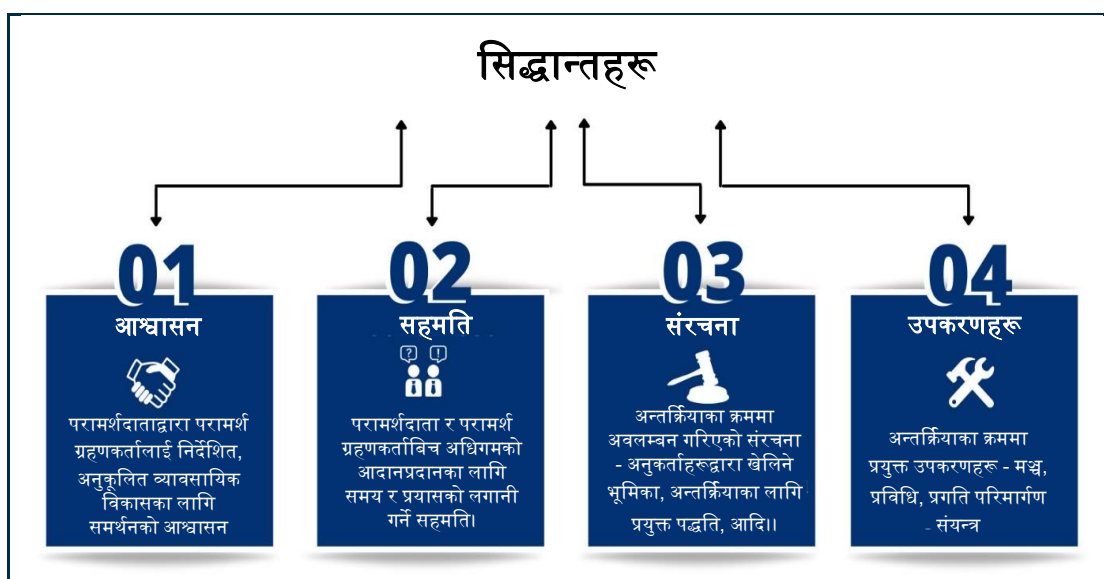 सिद्धान्तहरू
01
आश्वासन
परामर्शदाताद्वारा परामर्श
ग्रहणकर्तालाई निर्देशित,
अनुकूलित व्यावसायिक
विकासका लागि
समर्थनको आश्वासन
02
सहमति
? !
परामर्शदाता र परामर्श
ग्रहणकर्ताबिच अधिगमको
आदानप्रदानका लागि
समय र प्रयासको लगानी
गर्ने सहमति।
03
संरचना
अन्तर्क्रियाका क्रममा
अवलम्बन गरिएको संरचना
- अनुकर्ताहरूद्वारा खेलिने
भूमिका, अन्तर्क्रियाका लागि
प्रयुक्त पद्धति, आदि।।
04
उपकरणहरू
अन्तर्क्रियाका क्रममा
प्रयुक्त उपकरणहरू - मञ्च,
प्रविधि, प्रगति परिमार्गण
- संयन्त्र